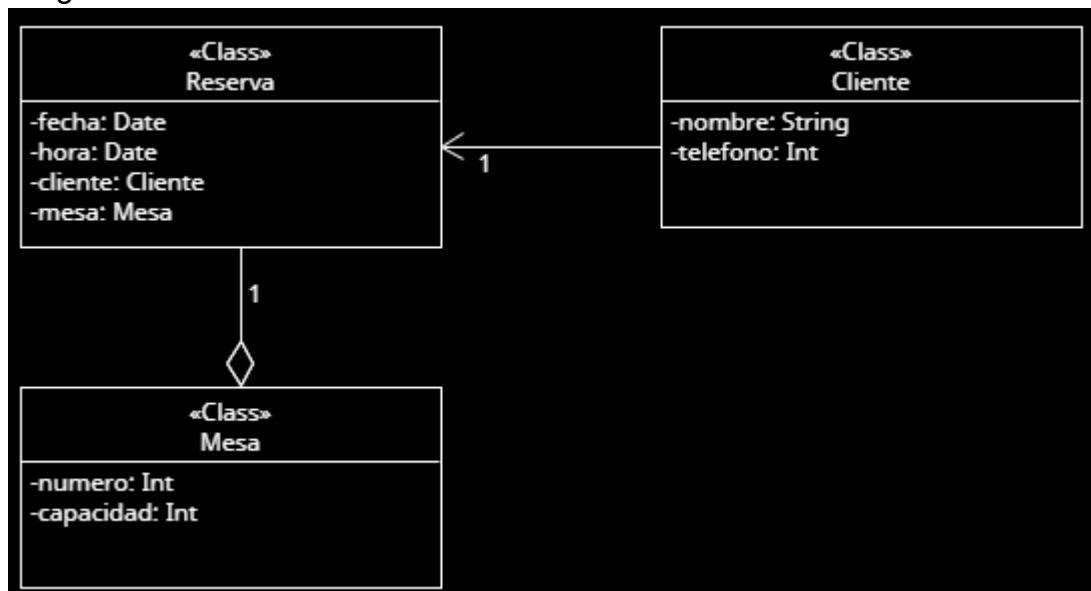 «Class»
Reserva
-fecha: Date
-hora: Date
-cliente: Cliente
-mesa: Mesa
«Class»
Cliente
-nombre: String
-telefono: Int
1
1
«Class»
Mesa
-numero: Int
-capacidad: Int